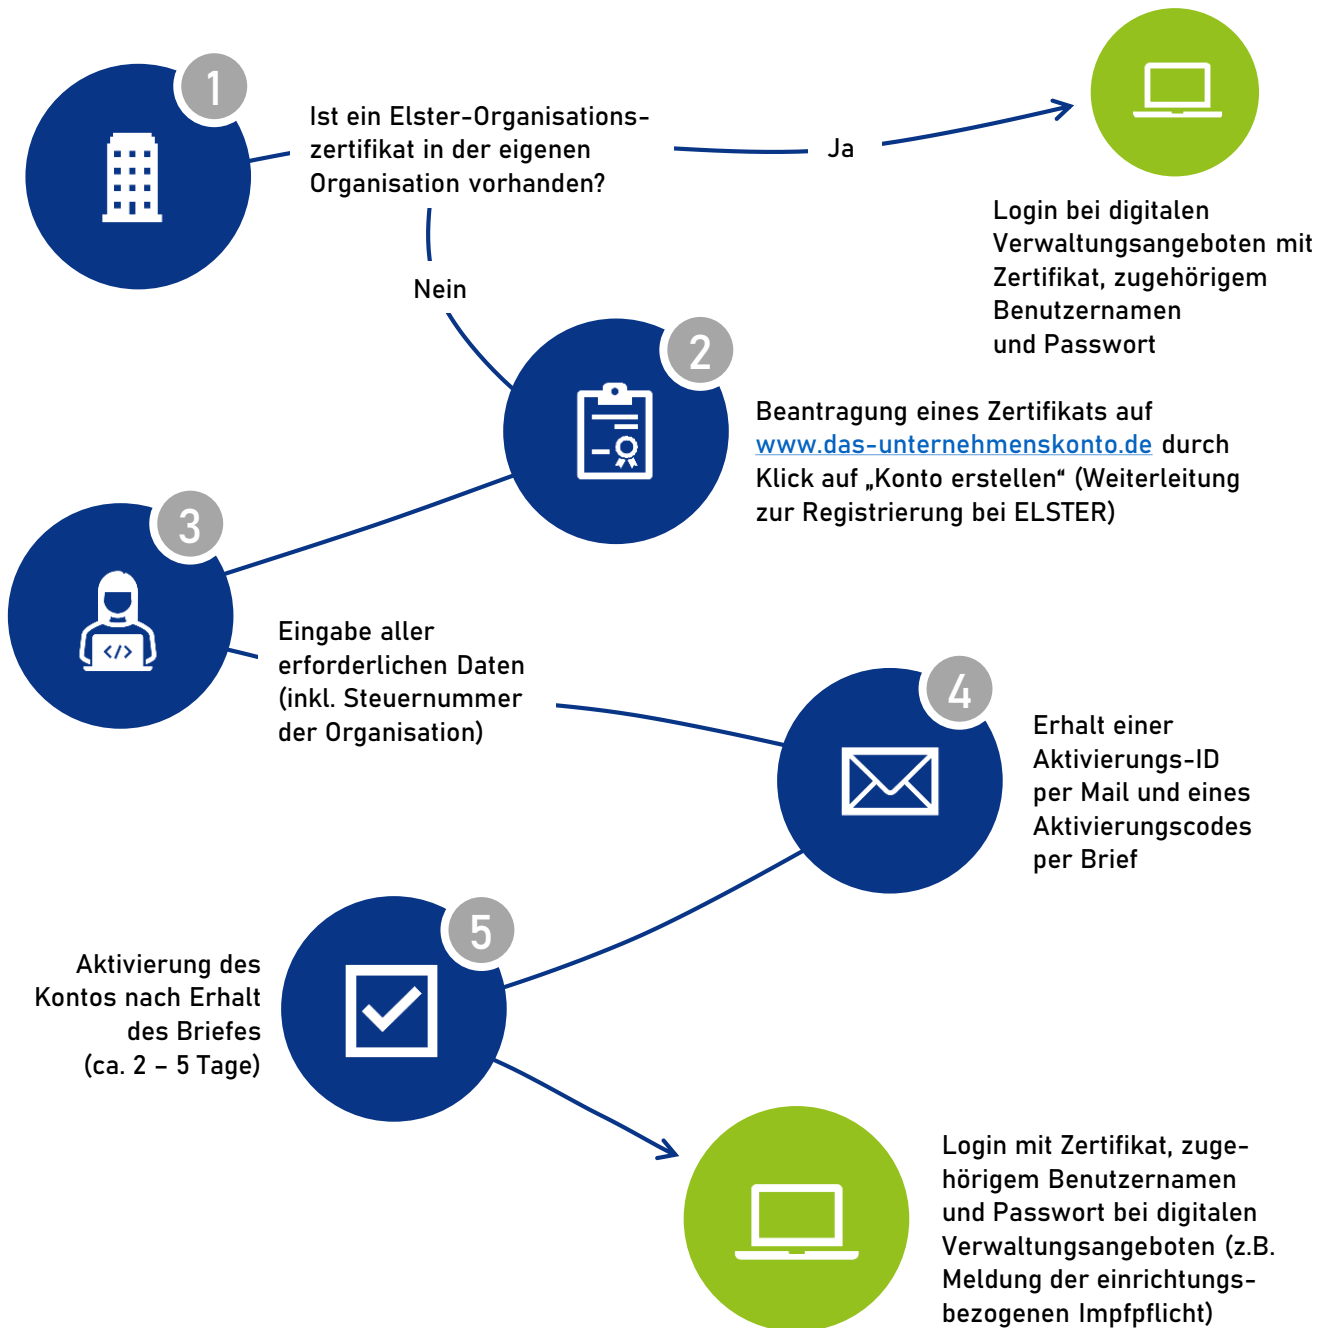 1
Ist ein Elster-Organisations-
zertifikat in der eigenen
Organisation vorhanden?
Ja
Login bei digitalen
Verwaltungsangeboten mit
Zertifikat, zugehörigem
Benutzernamen
und Passwort
Nein
2
Beantragung eines Zertifikats auf
www.das-unternehmenskonto.de durch
Klick auf „Konto erstellen“ (Weiterleitung
zur Registrierung bei ELSTER)
3
</>
Eingabe aller
erforderlichen Daten
(inkl. Steuernummer
der Organisation)
4
Erhalt einer
Aktivierungs-ID
per Mail und eines
Aktivierungscodes
per Brief
5
Aktivierung des
Kontos nach Erhalt
des Briefes
(ca. 2 – 5 Tage)
Login mit Zertifikat, zuge-
hörigem Benutzernamen
und Passwort bei digitalen
Verwaltungsangeboten (z.B.
Meldung der einrichtungs-
bezogenen Impfpflicht)